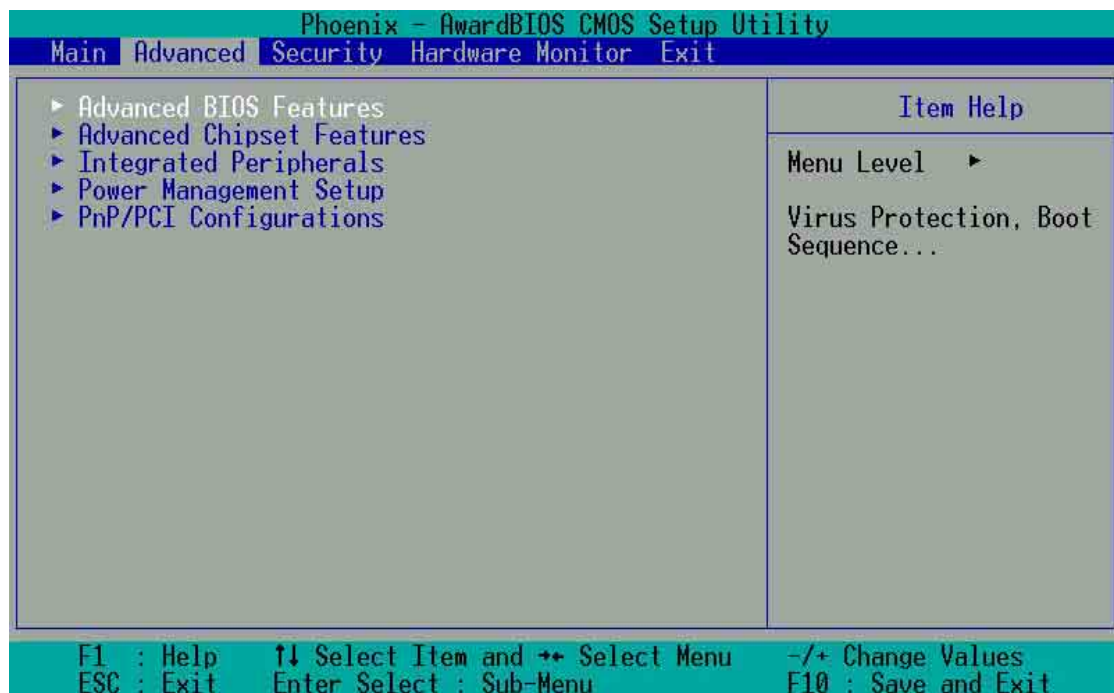 Phoenix - AwardBIOS CMOS Setup Utility
Main Advanced Security Hardware Monitor Exit
▶ Advanced BIOS Features
▶ Advanced Chipset Features
▶ Integrated Peripherals
▶ Power Management Setup
▶ PnP/PCI Configurations
Item Help
Menu Level ▶
Virus Protection, Boot
Sequence...
F1 : Help ↑↓ Select Item and →← Select Menu -/+ Change Values
ESC : Exit Enter Select : Sub-Menu F10 : Save and Exit